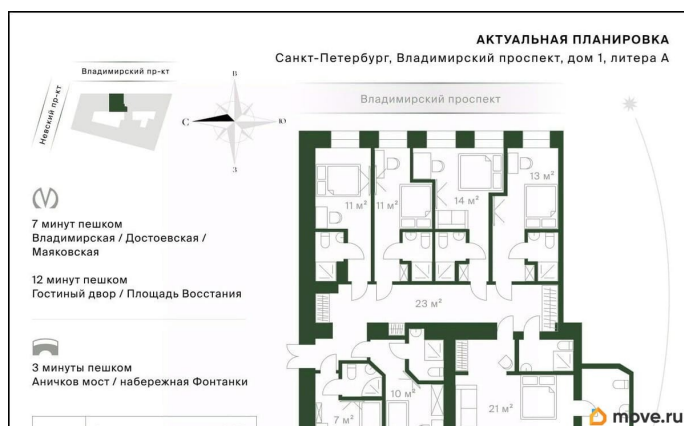 АКТУАЛЬНАЯ ПЛАНИРОВКА
Санкт-Петербург, Владимирский проспект, дом 1, литера А
Владимирский пр-кт
Невский пр-кт
В
С
Ю
З
Владимирский проспект
7 минут пешком
Владимирская / Достоевская /
Маяковская
12 минут пешком
Гостиный двор / Площадь Восстания
3 минуты пешком
Аничков мост / набережная Фонтанки
11 м²
11 м²
14 м²
13 м²
23 м²
7 м²
10 м²
21 м²
move.ru